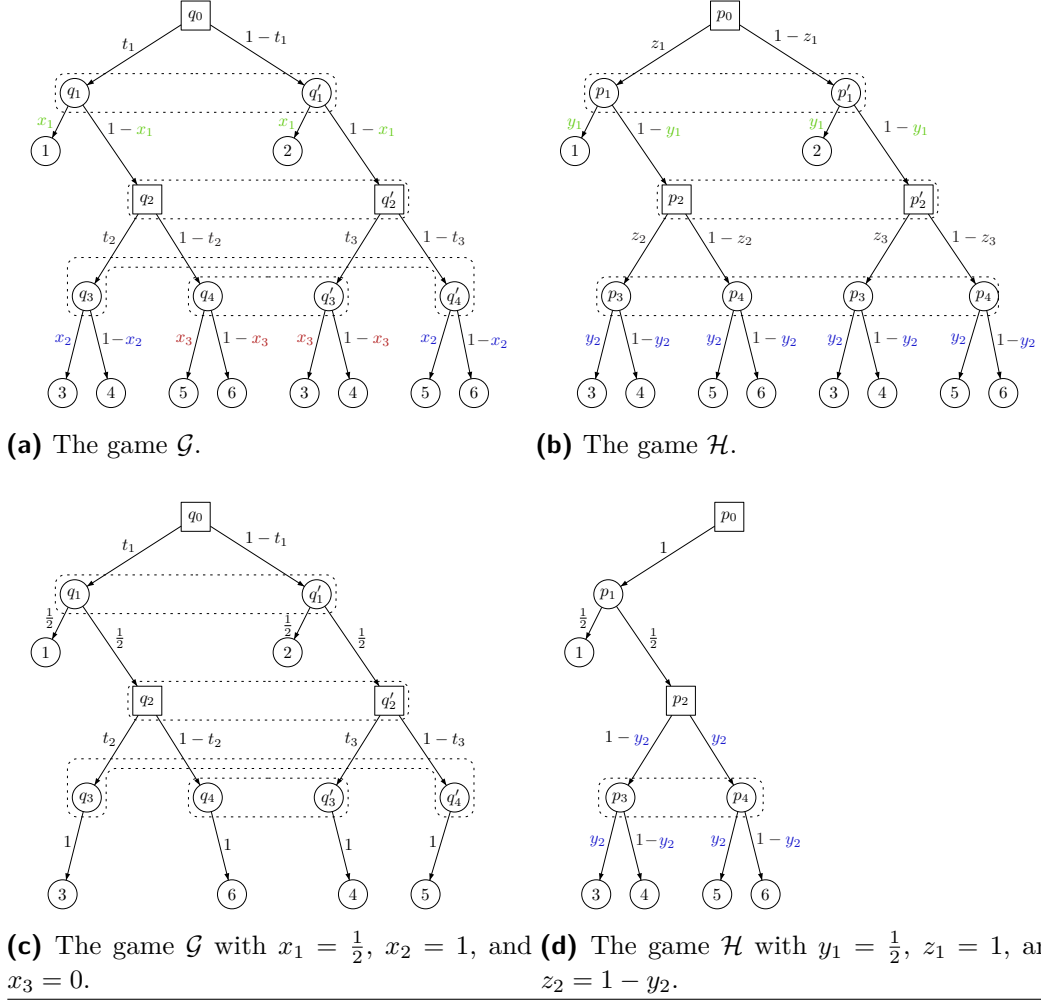 q₀ p₀
t₁ 1 − t₁ z₁ 1 − z₁
q₁ q′₁ p₁ p′₁
x₁ 1 − x₁ x₁ 1 − x₁ y₁ 1 − y₁ y₁ 1 − y₁
1 2 1 2
q₂ q′₂ p₂ p′₂
t₂ 1 − t₂ t₃ 1 − t₃ z₂ 1 − z₂ z₃ 1 − z₃
q₃ q₄ q′₃ q′₄ p₃ p₄ p₃ p₄
x₂ 1−x₂ x₃ 1 − x₃ x₃ 1 − x₃ x₂ 1−x₂ y₂ 1−y₂ y₂ 1 − y₂ y₂ 1 − y₂ y₂ 1−y₂
3 4 5 6 3 4 5 6 3 4 5 6 3 4 5 6
(a) The game 𝒢. (b) The game ℋ.
q₀ p₀
t₁ 1 − t₁ 1
q₁ q′₁ p₁
½ ½ ½ ½ ½ ½
1 2 1
q₂ q′₂ p₂
t₂ 1 − t₂ t₃ 1 − t₃ 1 − y₂ y₂
q₃ q₄ q′₃ q′₄ p₃ p₄
1 1 1 1 y₂ 1−y₂ y₂ 1 − y₂
3 6 4 5 3 4 5 6
(c) The game 𝒢 with x₁ = ½, x₂ = 1, and (d) The game ℋ with y₁ = ½, z₁ = 1,
x₃ = 0. z₂ = 1 − y₂.